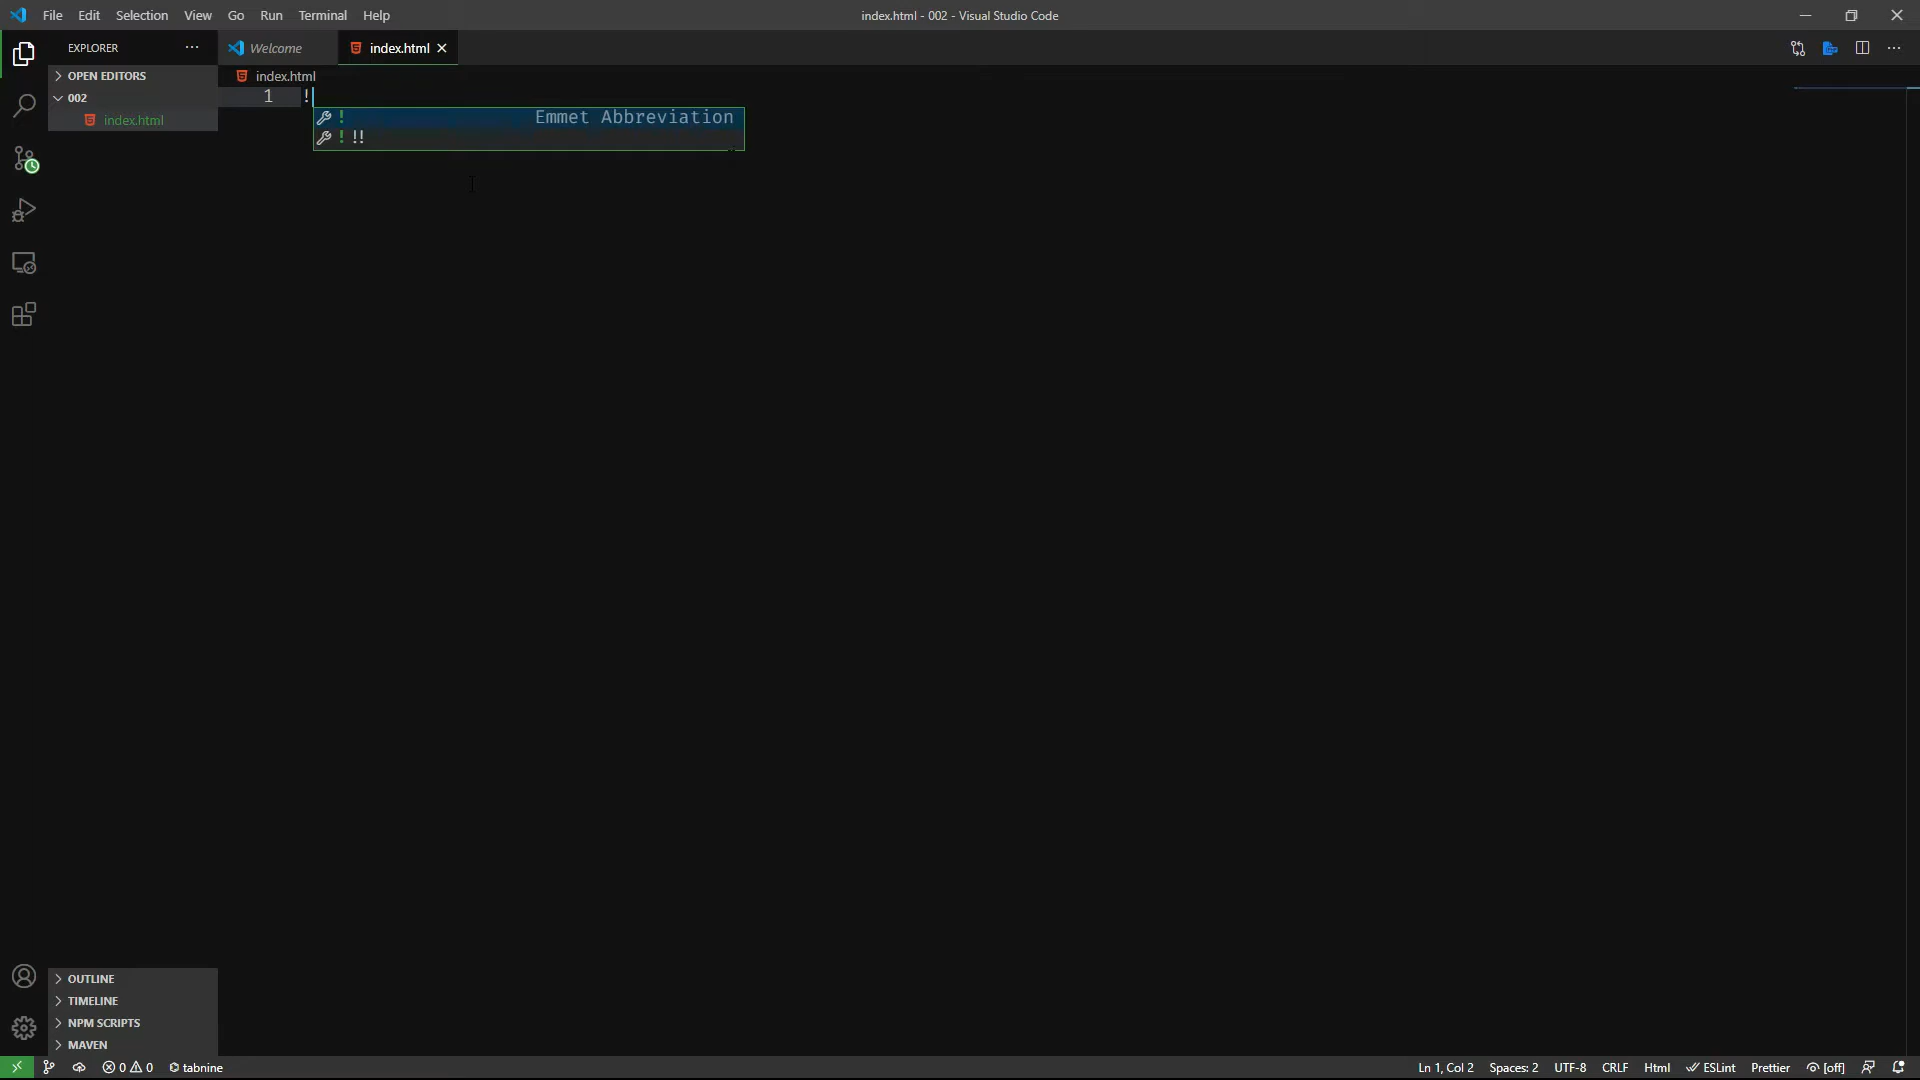 File Edit Selection View Go Run Terminal Help
index.html - 002 - Visual Studio Code
EXPLORER
Welcome
index.html
OPEN EDITORS
index.html
002
1
!
index.html
! Emmet Abbreviation
! !!
OUTLINE
TIMELINE
NPM SCRIPTS
MAVEN
0 0 tabnine
Ln 1, Col 2 Spaces: 2 UTF-8 CRLF Html ESLint Prettier [off]